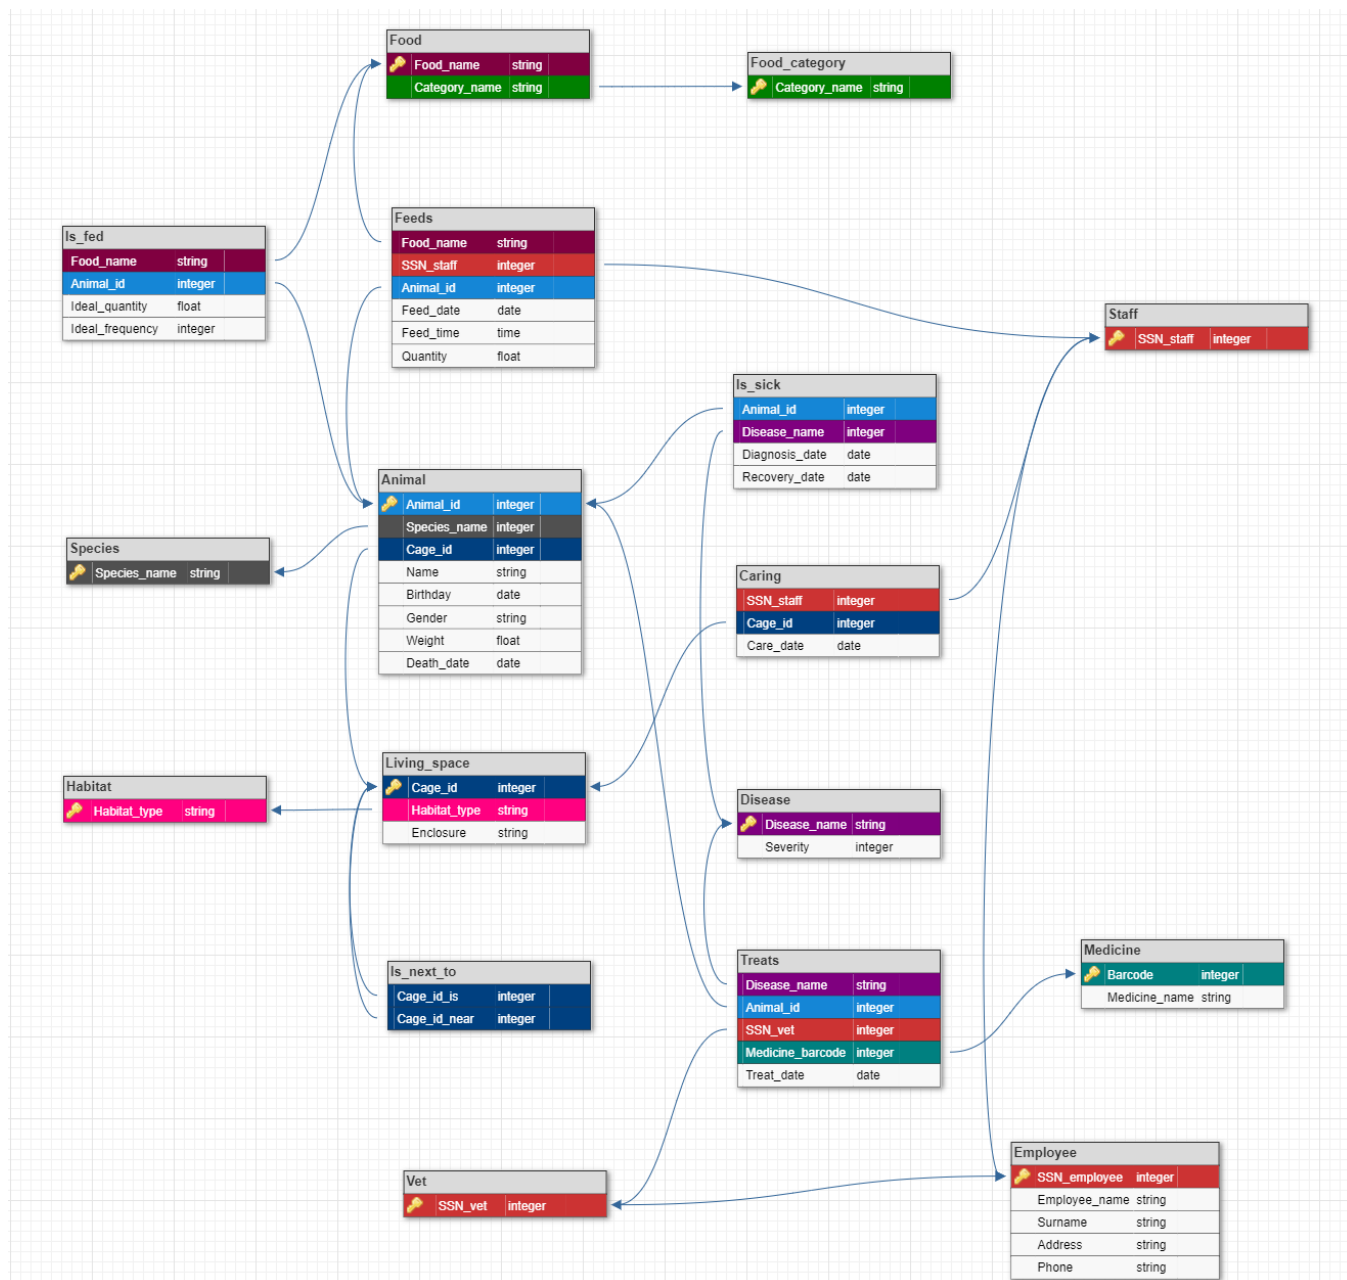 Food
Food_name string
Category_name string
Food_category
Category_name string
Is_fed
Food_name string
Animal_id integer
Ideal_quantity float
Ideal_frequency integer
Feeds
Food_name string
SSN_staff integer
Animal_id integer
Feed_date date
Feed_time time
Quantity float
Staff
SSN_staff integer
Is_sick
Animal_id integer
Disease_name integer
Diagnosis_date date
Recovery_date date
Animal
Animal_id integer
Species_name integer
Cage_id integer
Name string
Birthday date
Gender string
Weight float
Death_date date
Species
Species_name string
Caring
SSN_staff integer
Cage_id integer
Care_date date
Living_space
Cage_id integer
Habitat_type string
Enclosure string
Habitat
Habitat_type string
Disease
Disease_name string
Severity integer
Is_next_to
Cage_id_is integer
Cage_id_near integer
Treats
Disease_name string
Animal_id integer
SSN_vet integer
Medicine_barcode integer
Treat_date date
Medicine
Barcode integer
Medicine_name string
Vet
SSN_vet integer
Employee
SSN_employee integer
Employee_name string
Surname string
Address string
Phone string